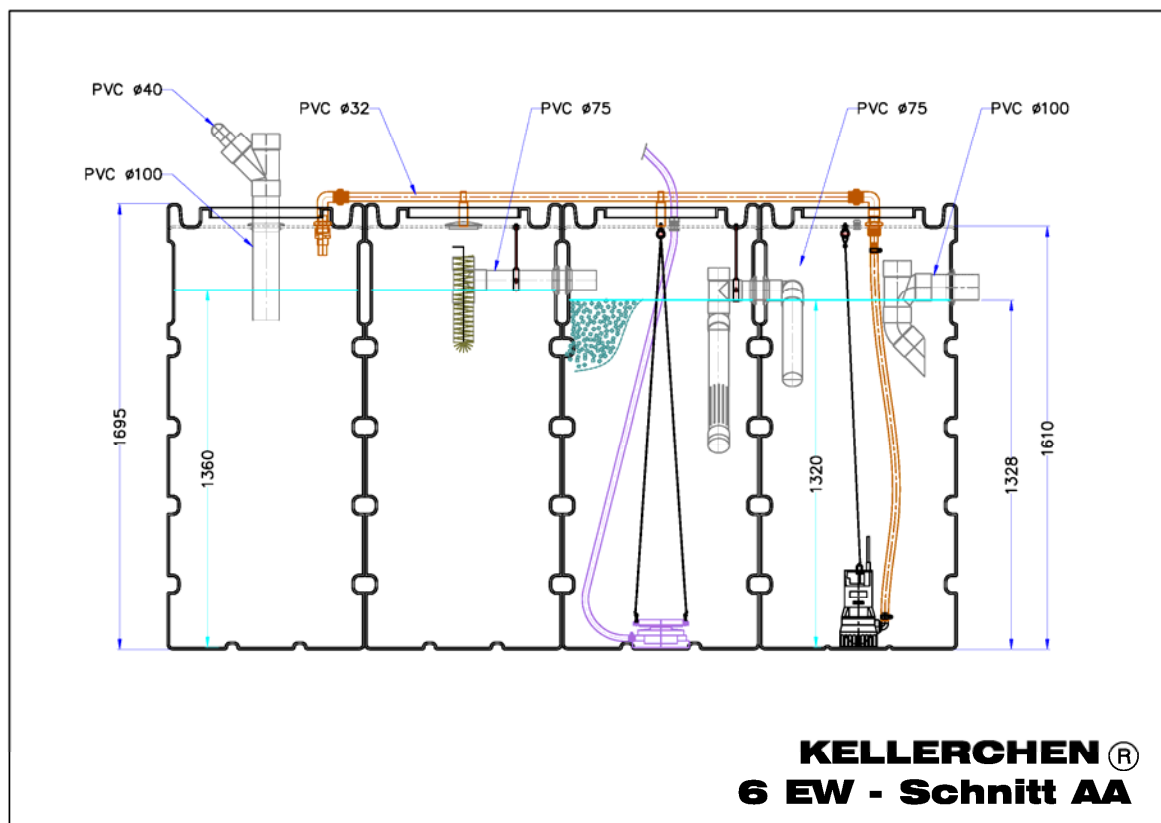 PVC ø40
PVC ø32
PVC ø75
PVC ø75
PVC ø100
PVC ø100
1695
1360
1320
1328
1610
KELLERCHEN ®
6 EW - Schnitt AA